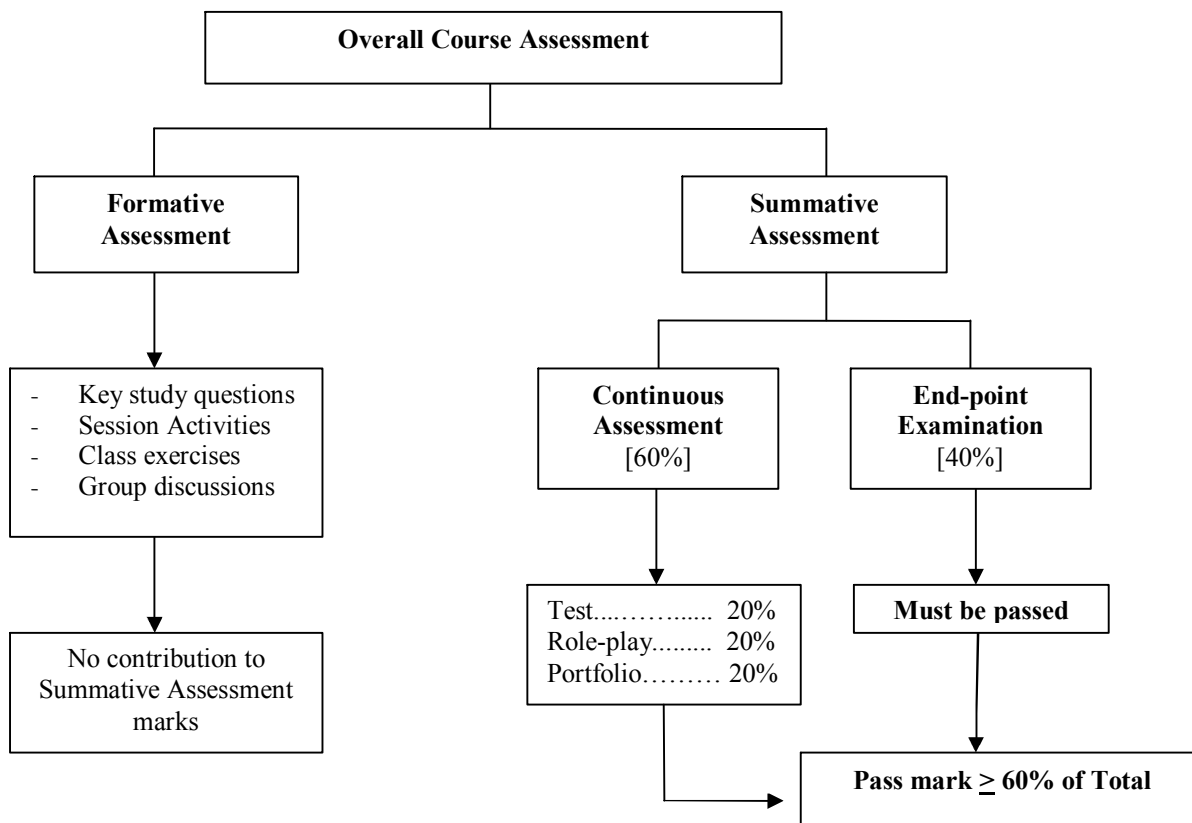 Overall Course Assessment
Formative
Assessment
Summative
Assessment
- Key study questions
- Session Activities
- Class exercises
- Group discussions
Continuous
Assessment
[60%]
End-point
Examination
[40%]
No contribution to
Summative Assessment
marks
Test....……....... 20%
Role-play......... 20%
Portfolio……… 20%
Must be passed
Pass mark ≥ 60% of Total